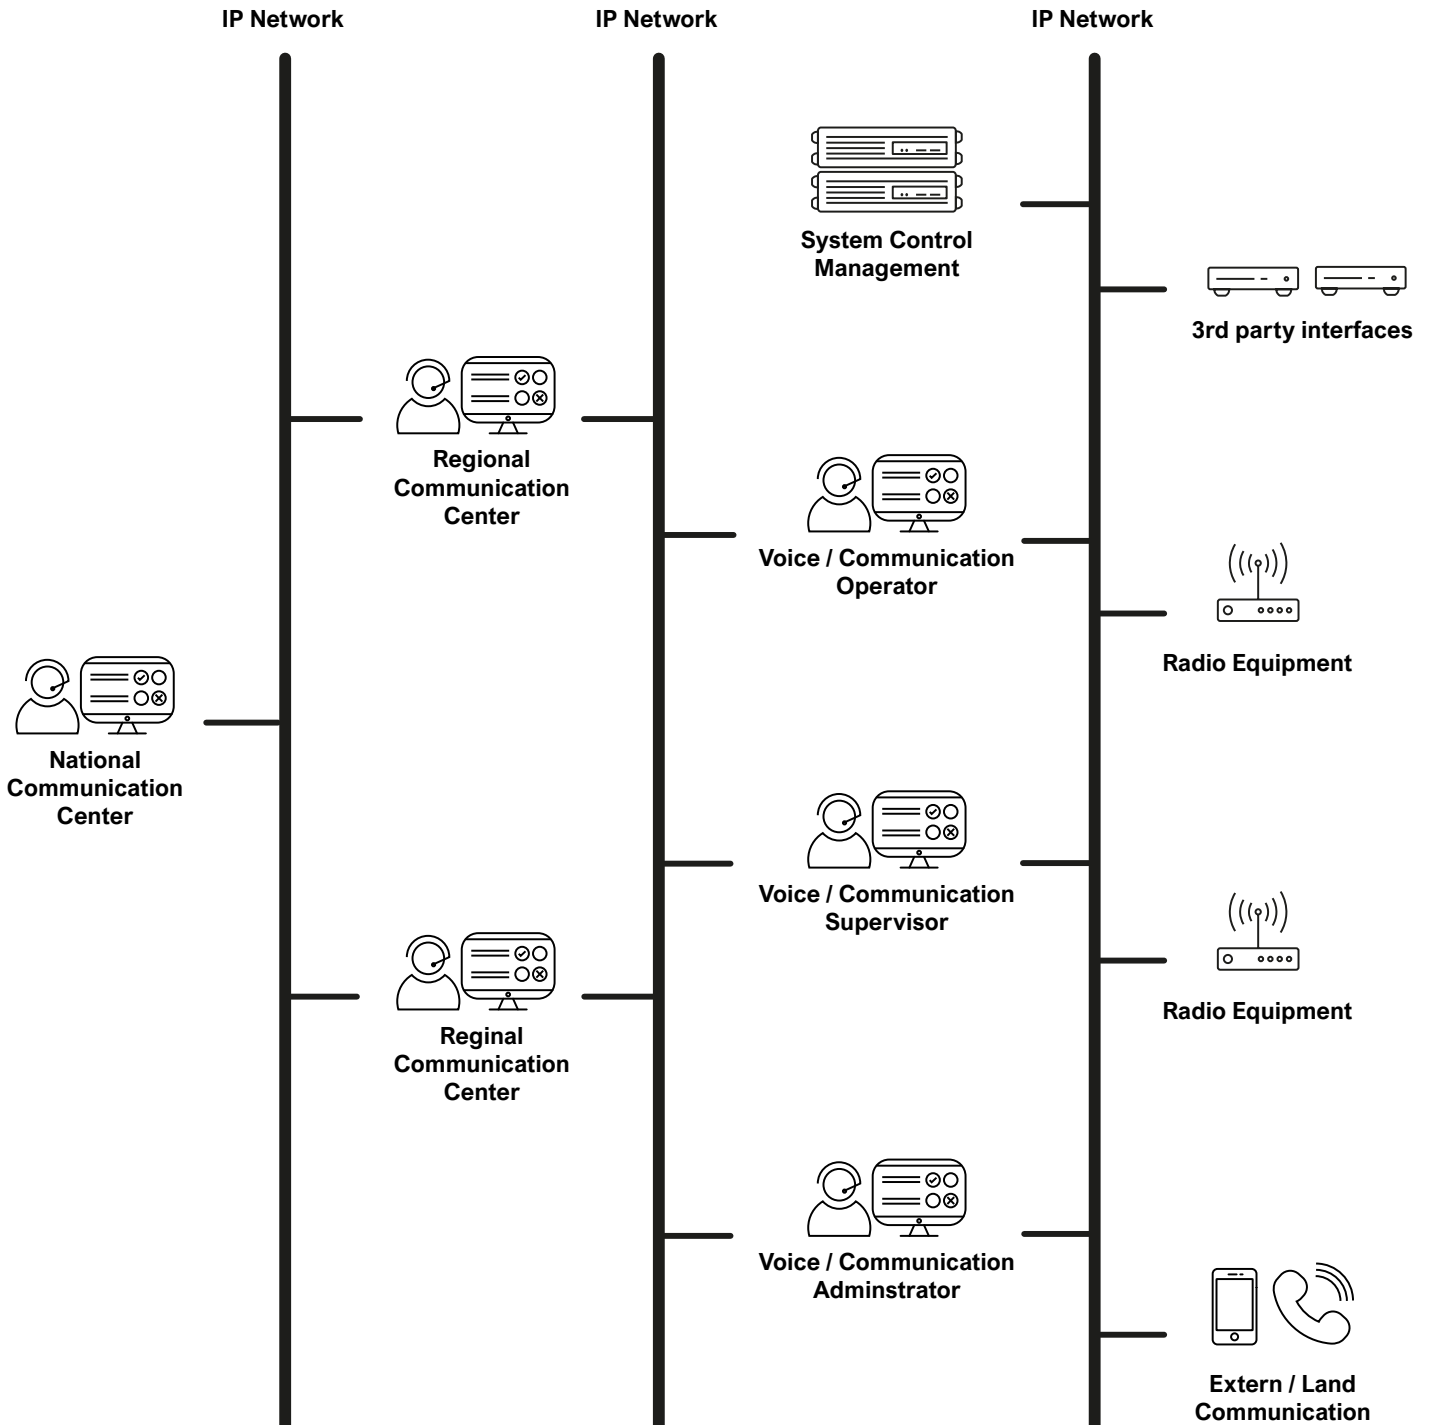 IP Network
IP Network
IP Network
System Control
Management
3rd party interfaces
Regional
Communication
Center
Voice / Communication
Operator
Radio Equipment
National
Communication
Center
Voice / Communication
Supervisor
Radio Equipment
Reginal
Communication
Center
Voice / Communication
Adminstrator
Extern / Land
Communication